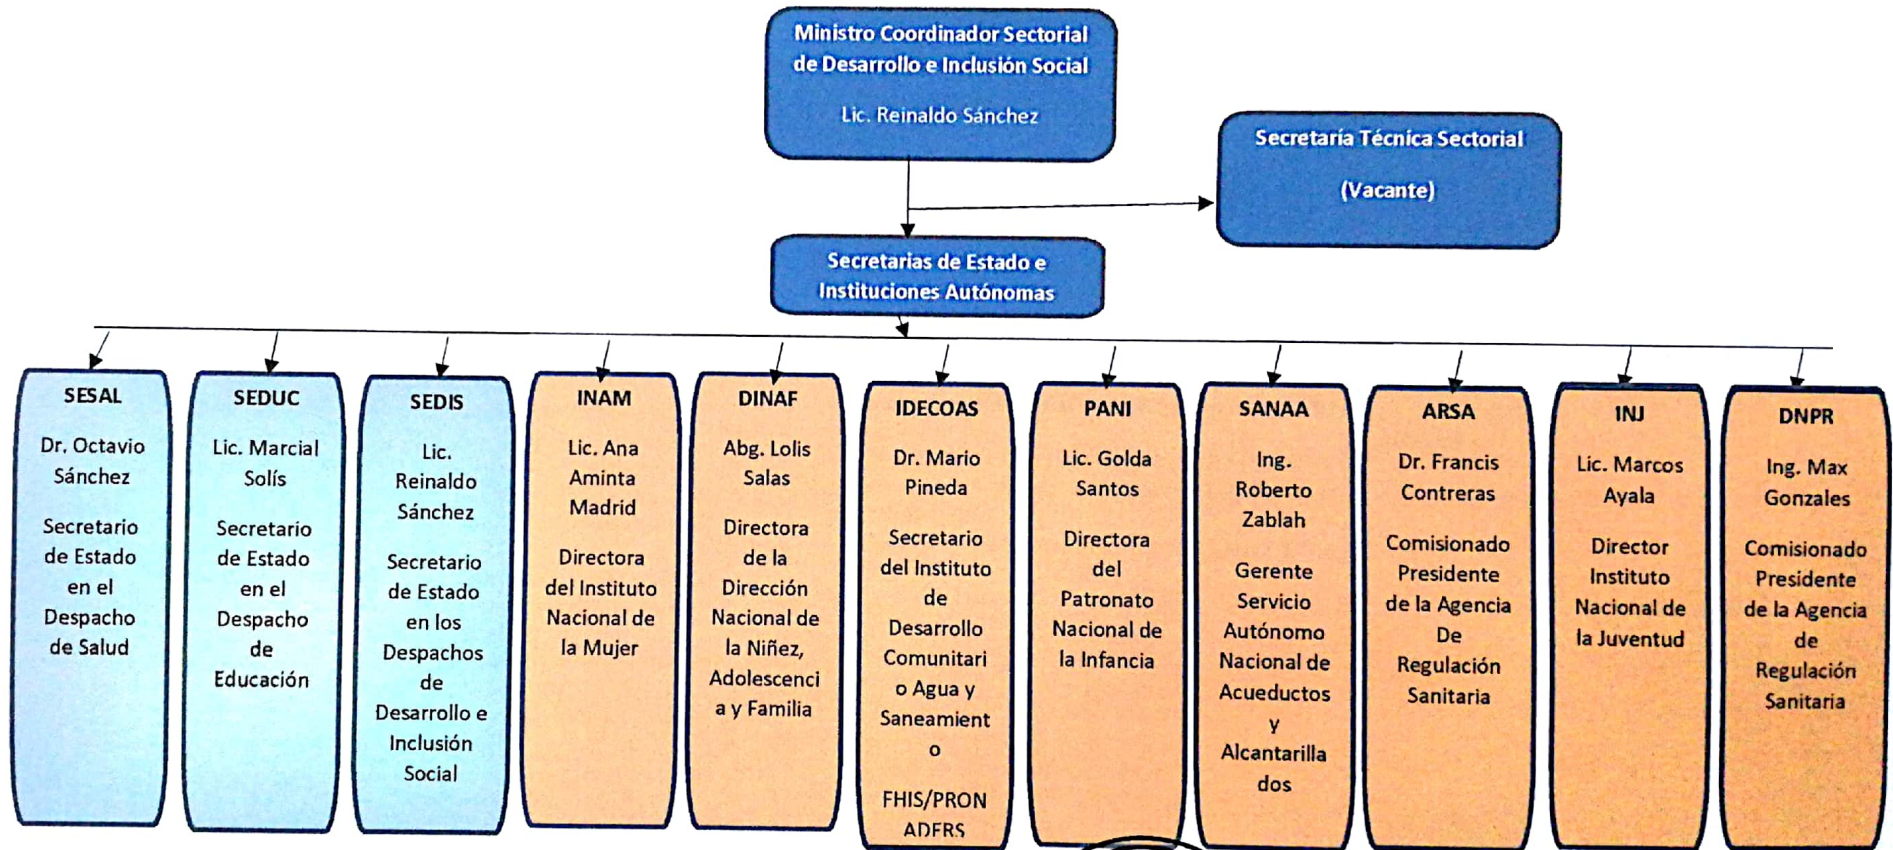 Ministro Coordinador Sectorial
de Desarrollo e Inclusión Social
Lic. Reinaldo Sánchez
Secretaría Técnica Sectorial
(Vacante)
Secretarias de Estado e
Instituciones Autónomas
SESAL
Dr. Octavio
Sánchez
Secretario
de Estado
en el
Despacho
de Salud
SEDUC
Lic. Marcial
Solís
Secretario
de Estado
en el
Despacho
de
Educación
SEDIS
Lic.
Reinaldo
Sánchez
Secretario
de Estado
en los
Despachos
de
Desarrollo e
Inclusión
Social
INAM
Lic. Ana
Aminta
Madrid
Directora
del Instituto
Nacional de
la Mujer
DINAF
Abg. Lolis
Salas
Directora
de la
Dirección
Nacional de
la Niñez,
Adolescenci
a y Familia
IDECOAS
Dr. Mario
Pineda
Secretario
del Instituto
de
Desarrollo
Comunitari
o Agua y
Saneamient
o
FHIS/PRON
ADERS
PANI
Lic. Golda
Santos
Directora
del
Patronato
Nacional de
la Infancia
SANAA
Ing.
Roberto
Zablah
Gerente
Servicio
Autónomo
Nacional de
Acueductos
y
Alcantarilla
dos
ARSA
Dr. Francis
Contreras
Comisionado
Presidente
de la Agencia
De
Regulación
Sanitaria
INJ
Lic. Marcos
Ayala
Director
Instituto
Nacional de
la Juventud
DNPR
Ing. Max
Gonzales
Comisionado
Presidente
de la Agencia
de
Regulación
Sanitaria